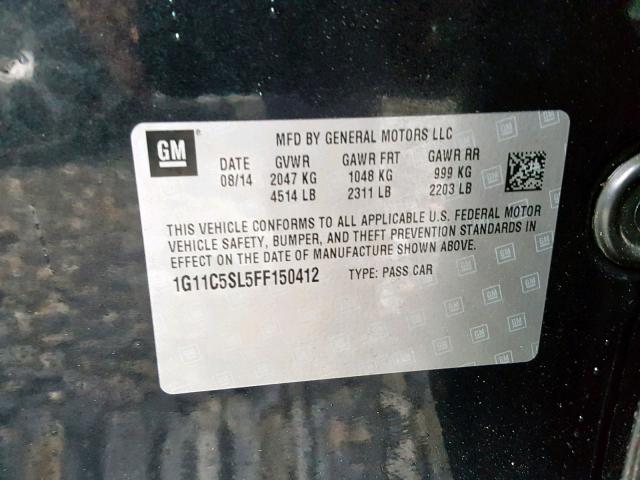 GM
MFD BY GENERAL MOTORS LLC
DATE GVWR GAWR FRT GAWR RR
08/14 2047 KG 1048 KG 999 KG
4514 LB 2311 LB 2203 LB
THIS VEHICLE CONFORMS TO ALL APPLICABLE U.S. FEDERAL MOTOR
VEHICLE SAFETY, BUMPER, AND THEFT PREVENTION STANDARDS IN
EFFECT ON THE DATE OF MANUFACTURE SHOWN ABOVE.
1G11C5SL5FF150412 TYPE: PASS CAR